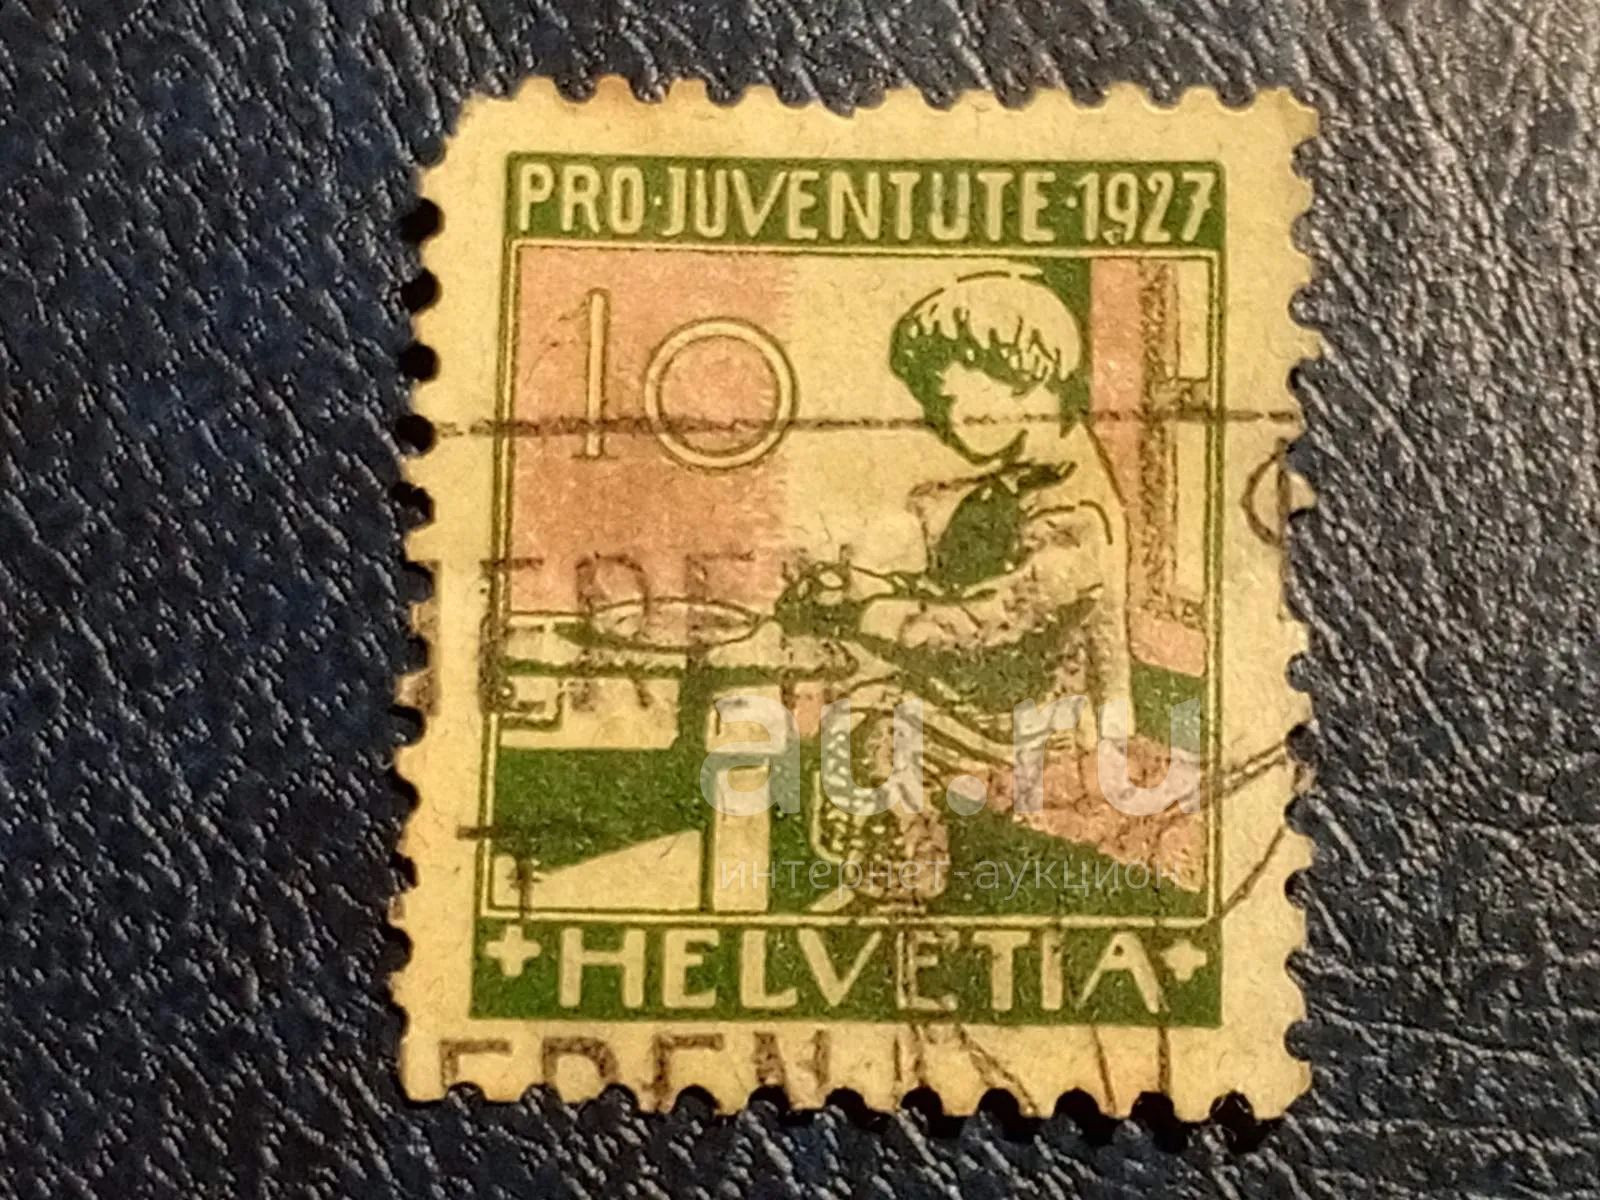 PRO·JUVENTUTE·1927
10
au.ru
интернет-аукцион
+HELVETIA+